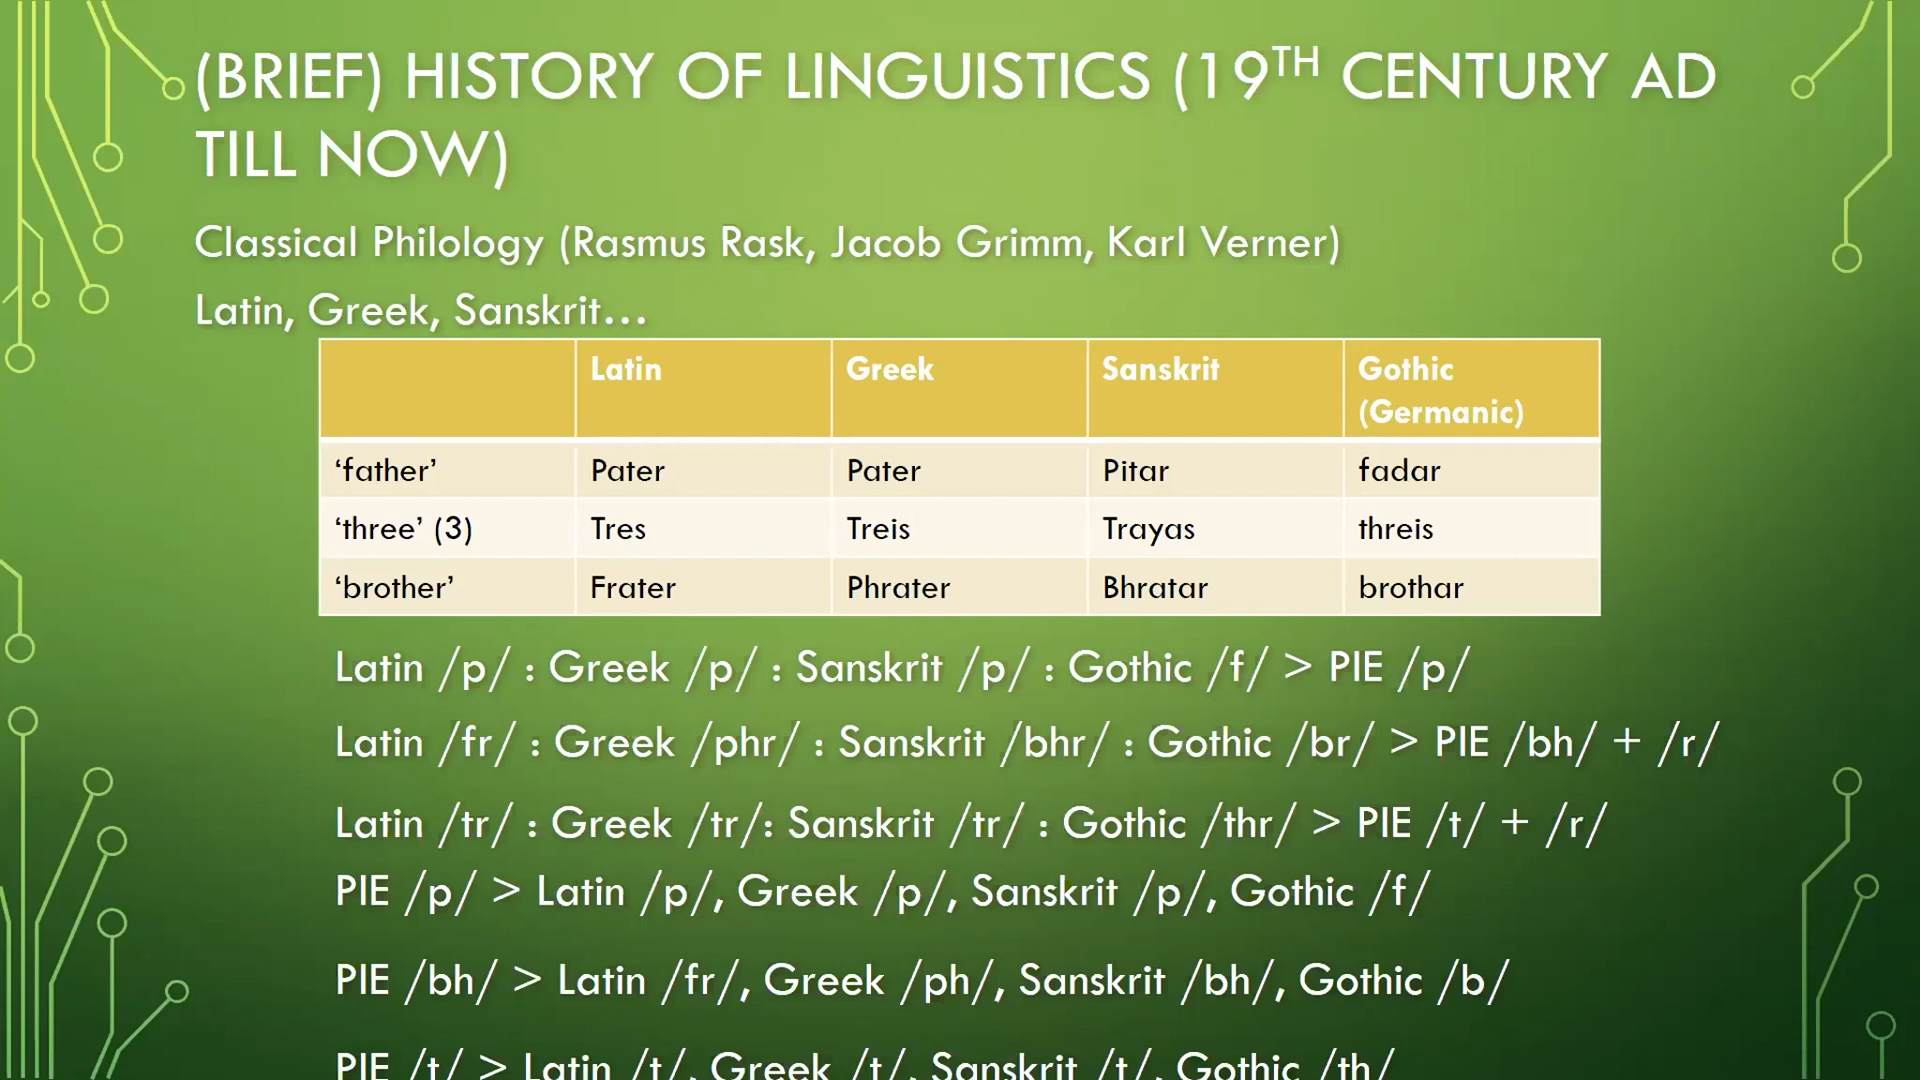 (BRIEF) HISTORY OF LINGUISTICS (19TH CENTURY AD
TILL NOW)
Classical Philology (Rasmus Rask, Jacob Grimm, Karl Verner)
Latin, Greek, Sanskrit…
Latin Greek Sanskrit Gothic (Germanic)
‘father’ Pater Pater Pitar fadar
‘three’ (3) Tres Treis Trayas threis
‘brother’ Frater Phrater Bhratar brothar
Latin /p/ : Greek /p/ : Sanskrit /p/ : Gothic /f/ > PIE /p/
Latin /fr/ : Greek /phr/ : Sanskrit /bhr/ : Gothic /br/ > PIE /bh/ + /r/
Latin /tr/ : Greek /tr/: Sanskrit /tr/ : Gothic /thr/ > PIE /t/ + /r/
PIE /p/ > Latin /p/, Greek /p/, Sanskrit /p/, Gothic /f/
PIE /bh/ > Latin /fr/, Greek /ph/, Sanskrit /bh/, Gothic /b/
PIE /t/ > Latin /t/, Greek /t/, Sanskrit /t/, Gothic /th/